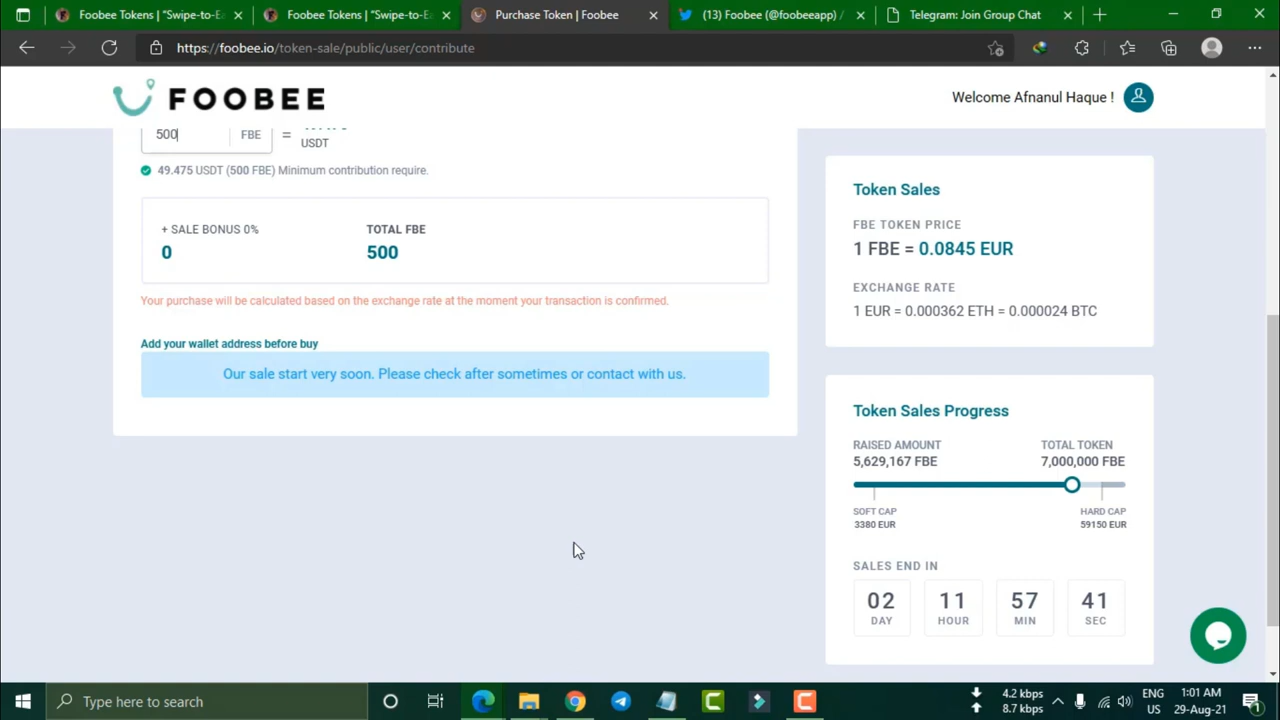 Foobee Tokens | "Swipe-to-Ea
Foobee Tokens | "Swipe-to-Ea
Purchase Token | Foobee
(13) Foobee (@foobeeapp) /
Telegram: Join Group Chat
https://foobee.io/token-sale/public/user/contribute
FOOBEE
Welcome Afnanul Haque !
500
FBE
=
USDT
49.475 USDT (500 FBE) Minimum contribution require.
+ SALE BONUS 0%
TOTAL FBE
0
500
Your purchase will be calculated based on the exchange rate at the moment your transaction is confirmed.
Add your wallet address before buy
Our sale start very soon. Please check after sometimes or contact with us.
Token Sales
FBE TOKEN PRICE
1 FBE = 0.0845 EUR
EXCHANGE RATE
1 EUR = 0.000362 ETH = 0.000024 BTC
Token Sales Progress
RAISED AMOUNT
TOTAL TOKEN
5,629,167 FBE
7,000,000 FBE
SOFT CAP
HARD CAP
3380 EUR
59150 EUR
SALES END IN
02
11
57
41
DAY
HOUR
MIN
SEC
Type here to search
4.2 kbps
8.7 kbps
ENG
US
1:01 AM
29-Aug-21